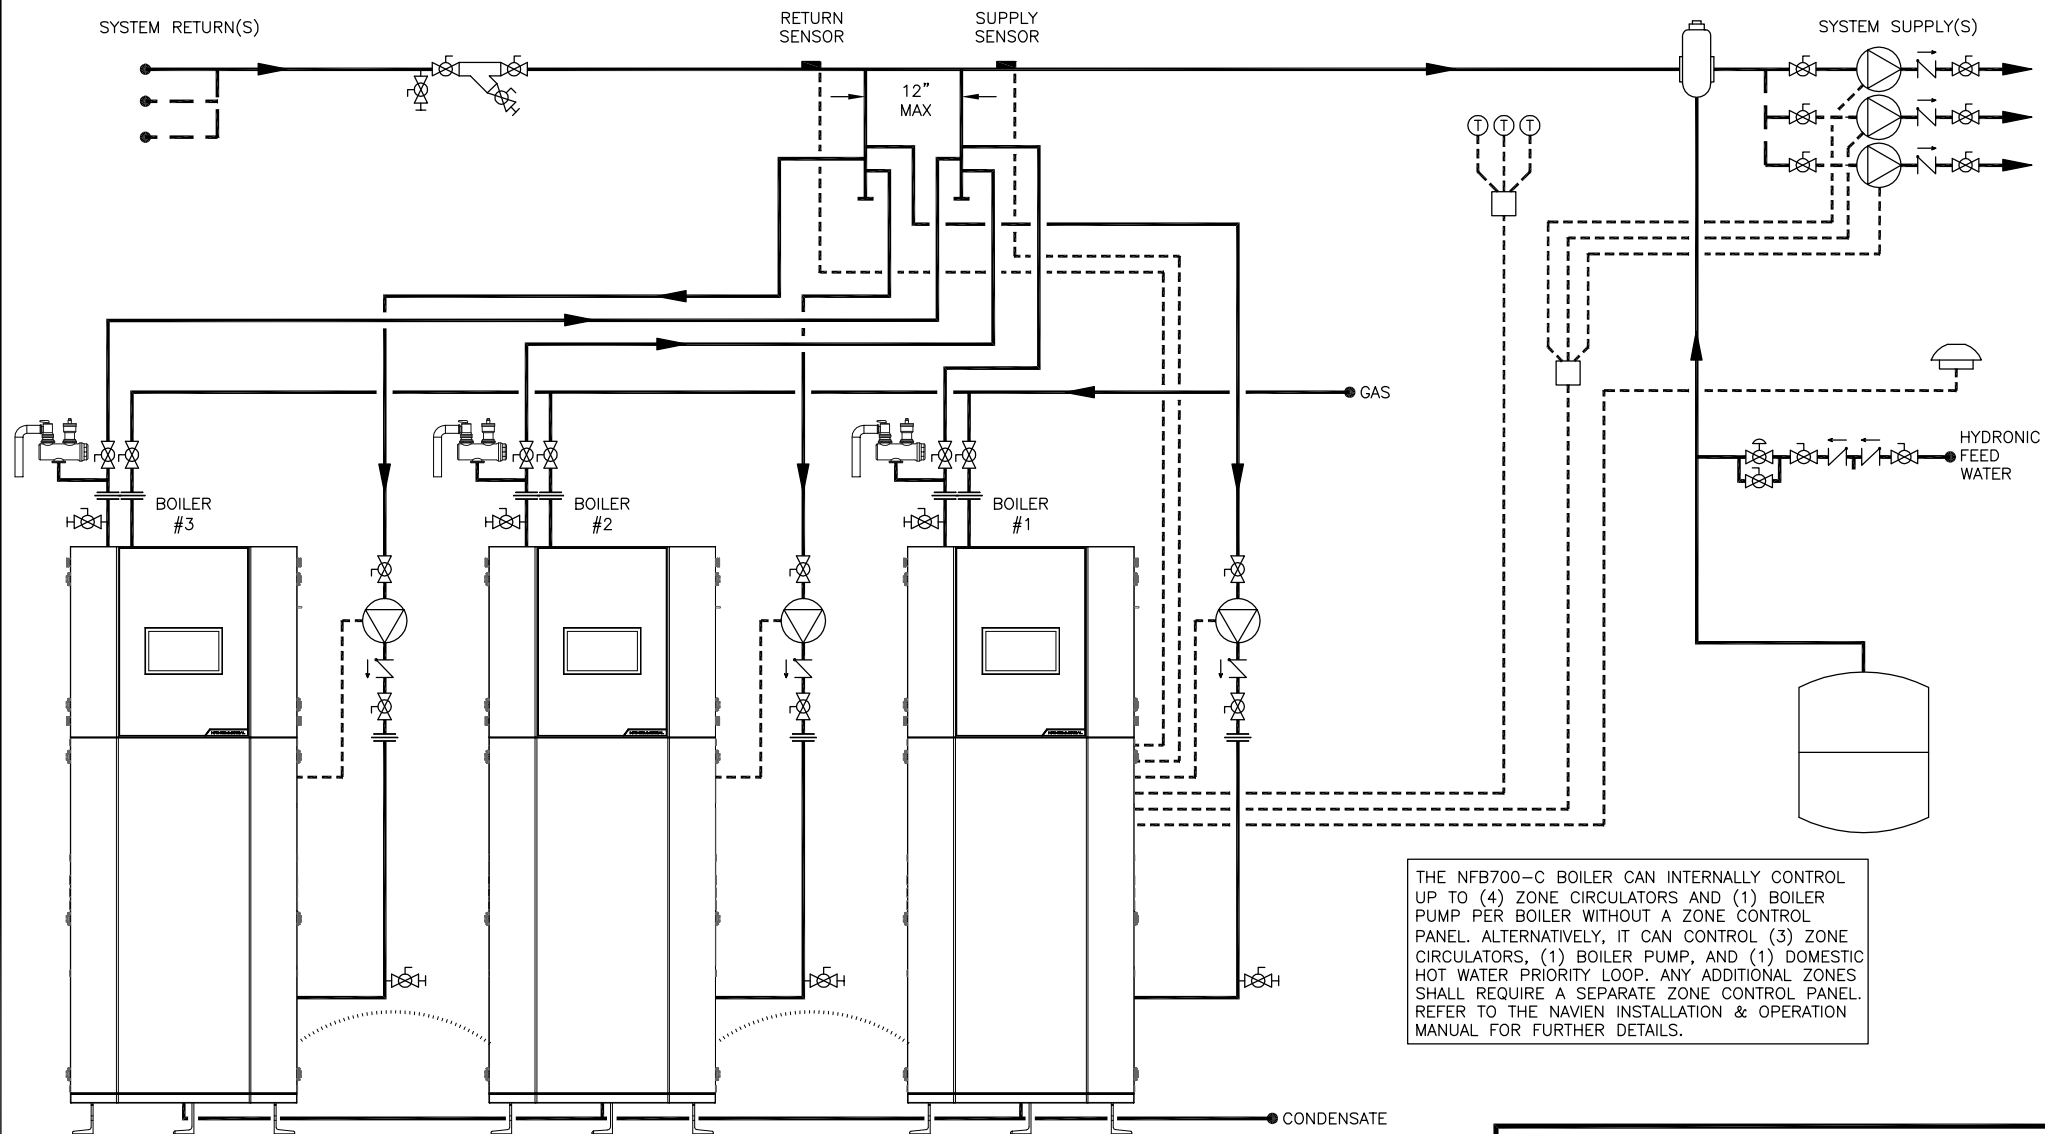 SYSTEM RETURN(S)
RETURN
SENSOR
SUPPLY
SENSOR
SYSTEM SUPPLY(S)
12"
MAX
T
T
T
GAS
HYDRONIC
FEED
WATER
BOILER
#3
BOILER
#2
BOILER
#1
THE NFB700-C BOILER CAN INTERNALLY CONTROL
UP TO (4) ZONE CIRCULATORS AND (1) BOILER
PUMP PER BOILER WITHOUT A ZONE CONTROL
PANEL. ALTERNATIVELY, IT CAN CONTROL (3) ZONE
CIRCULATORS, (1) BOILER PUMP, AND (1) DOMESTIC
HOT WATER PRIORITY LOOP. ANY ADDITIONAL ZONES
SHALL REQUIRE A SEPARATE ZONE CONTROL PANEL.
REFER TO THE NAVIEN INSTALLATION & OPERATION
MANUAL FOR FURTHER DETAILS.
CONDENSATE